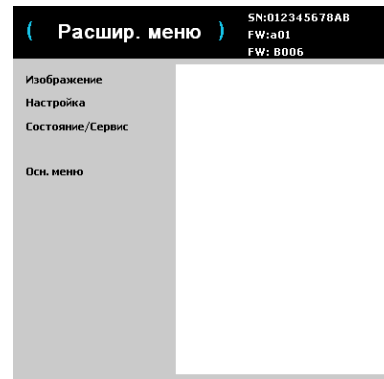 ( Расшир. меню )
SN:012345678AB
FW:a01
FW: B006
Изображение
Настройка
Состояние/Сервис
Осн. меню